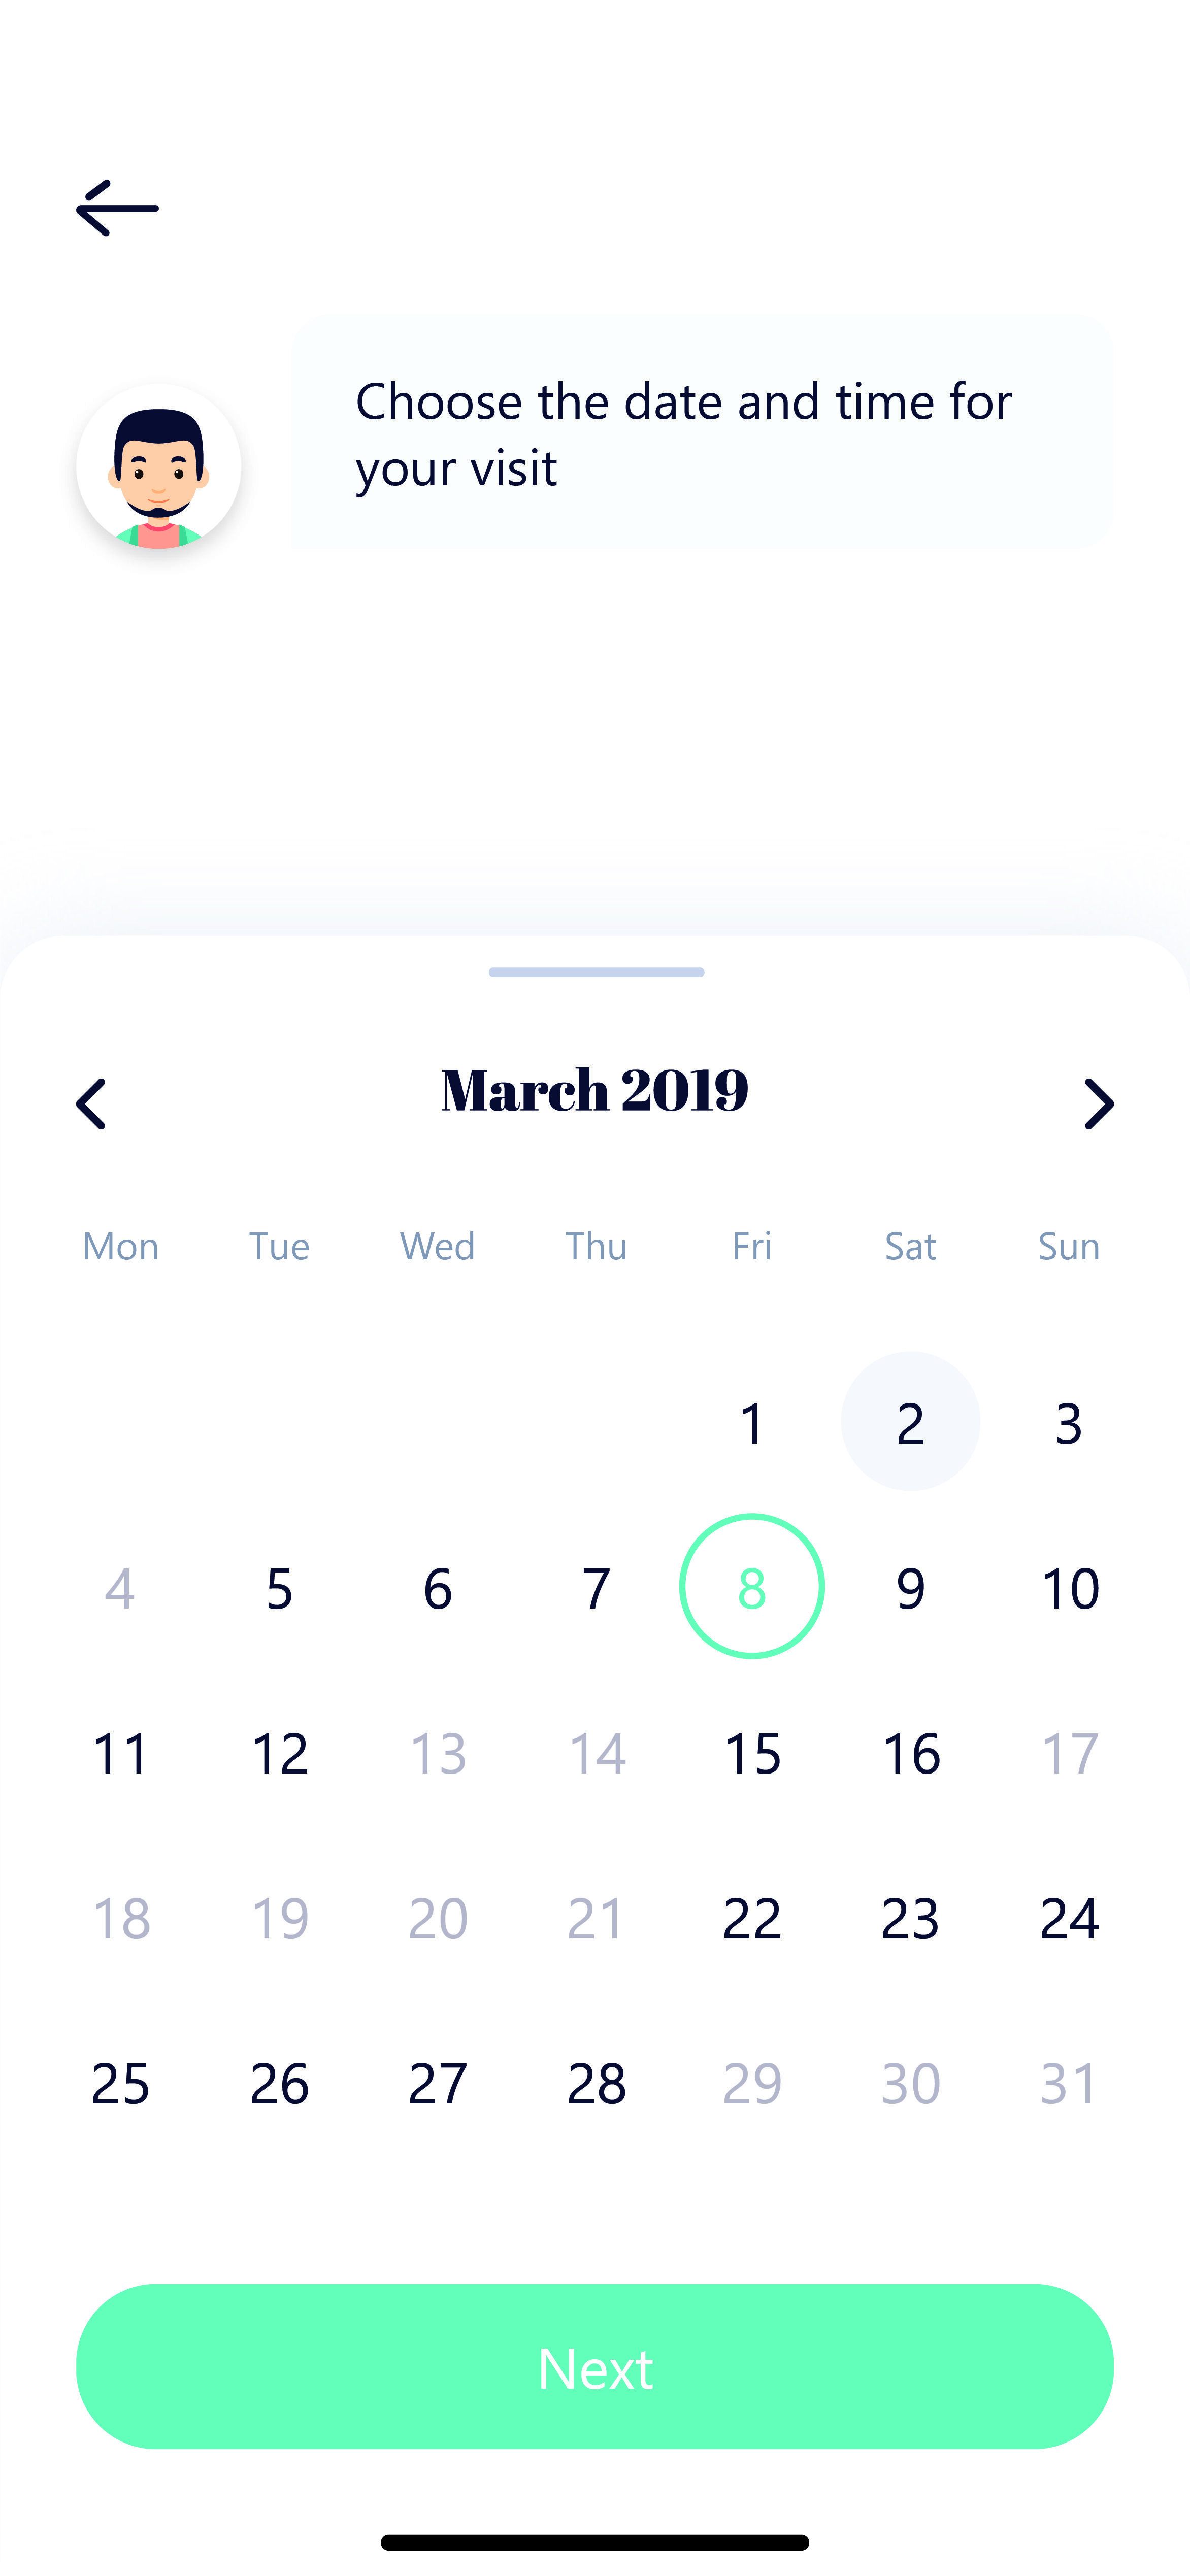 Choose the date and time for
your visit
March 2019
Mon Tue Wed Thu Fri Sat Sun
1 2 3
4 5 6 7 8 9 10
11 12 13 14 15 16 17
18 19 20 21 22 23 24
25 26 27 28 29 30 31
Next